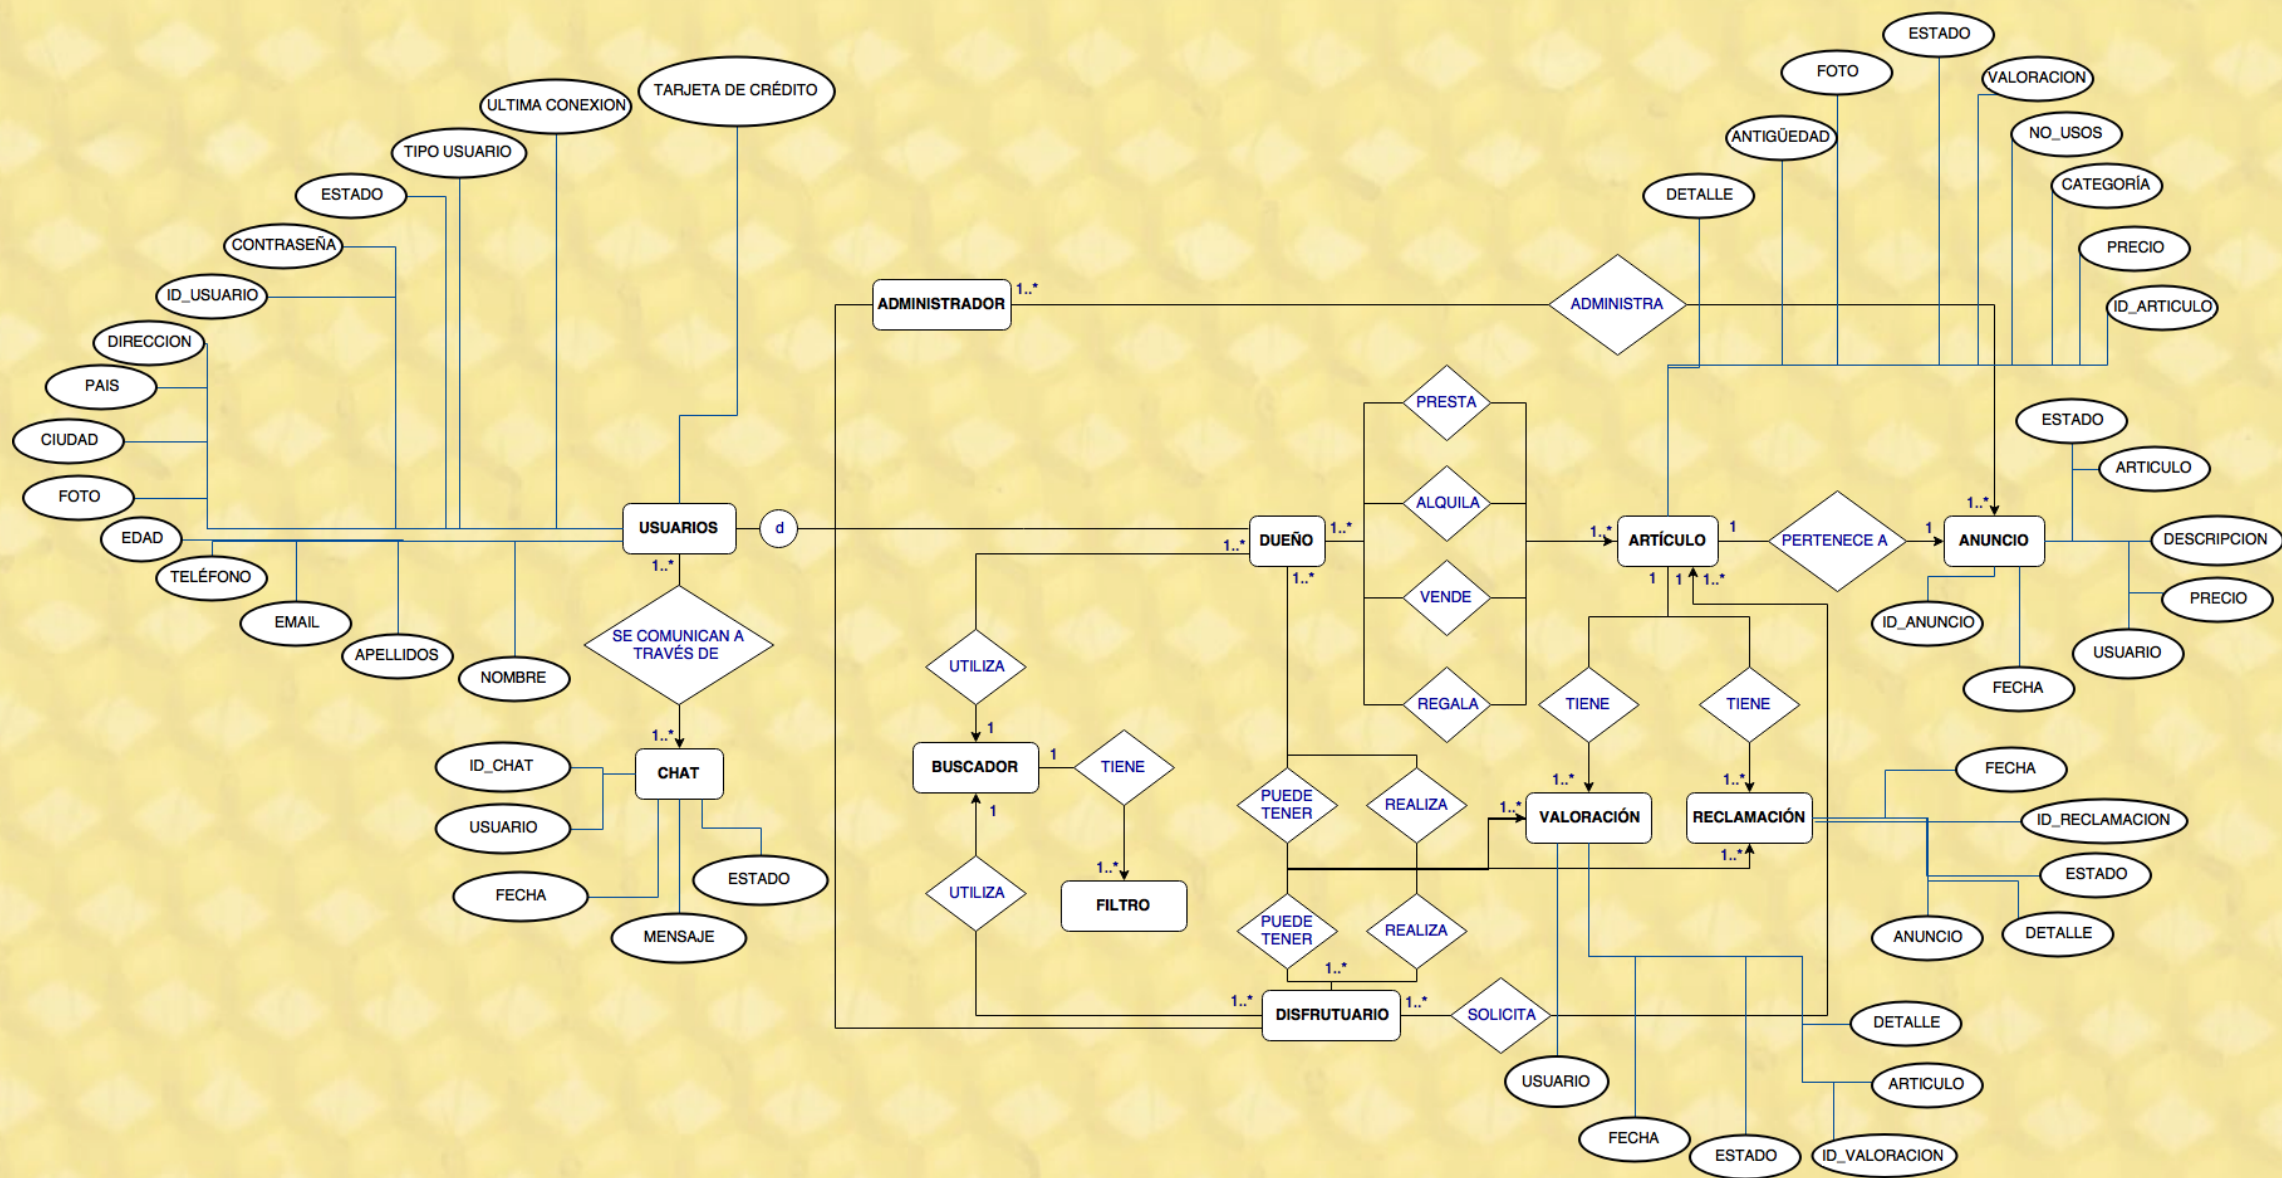 ESTADO
FOTO
VALORACION
TARJETA DE CRÉDITO
ULTIMA CONEXION
ANTIGÜEDAD
NO_USOS
TIPO USUARIO
ESTADO
DETALLE
CATEGORÍA
CONTRASEÑA
PRECIO
ID_USUARIO
ADMINISTRADOR
1..*
ADMINISTRA
ID_ARTICULO
DIRECCION
PAIS
PRESTA
ESTADO
CIUDAD
ARTICULO
FOTO
ALQUILA
1..*
USUARIOS
d
DUEÑO
1..*
1..*
ARTÍCULO
1
PERTENECE A
1
ANUNCIO
DESCRIPCION
EDAD
1..*
1..*
1..*
1
1
1..*
TELÉFONO
VENDE
PRECIO
EMAIL
ID_ANUNCIO
SE COMUNICAN A
TRAVÉS DE
APELLIDOS
USUARIO
NOMBRE
UTILIZA
FECHA
REGALA
TIENE
TIENE
1..*
1
ID_CHAT
CHAT
BUSCADOR
1
TIENE
FECHA
1..*
1..*
PUEDE
TENER
REALIZA
1
1..*
VALORACIÓN
RECLAMACIÓN
ID_RECLAMACION
USUARIO
1..*
1..*
ESTADO
ESTADO
FECHA
UTILIZA
FILTRO
PUEDE
TENER
REALIZA
MENSAJE
ANUNCIO
DETALLE
1..*
1..*
DISFRUTUARIO
1..*
SOLICITA
DETALLE
USUARIO
ARTICULO
FECHA
ESTADO
ID_VALORACION